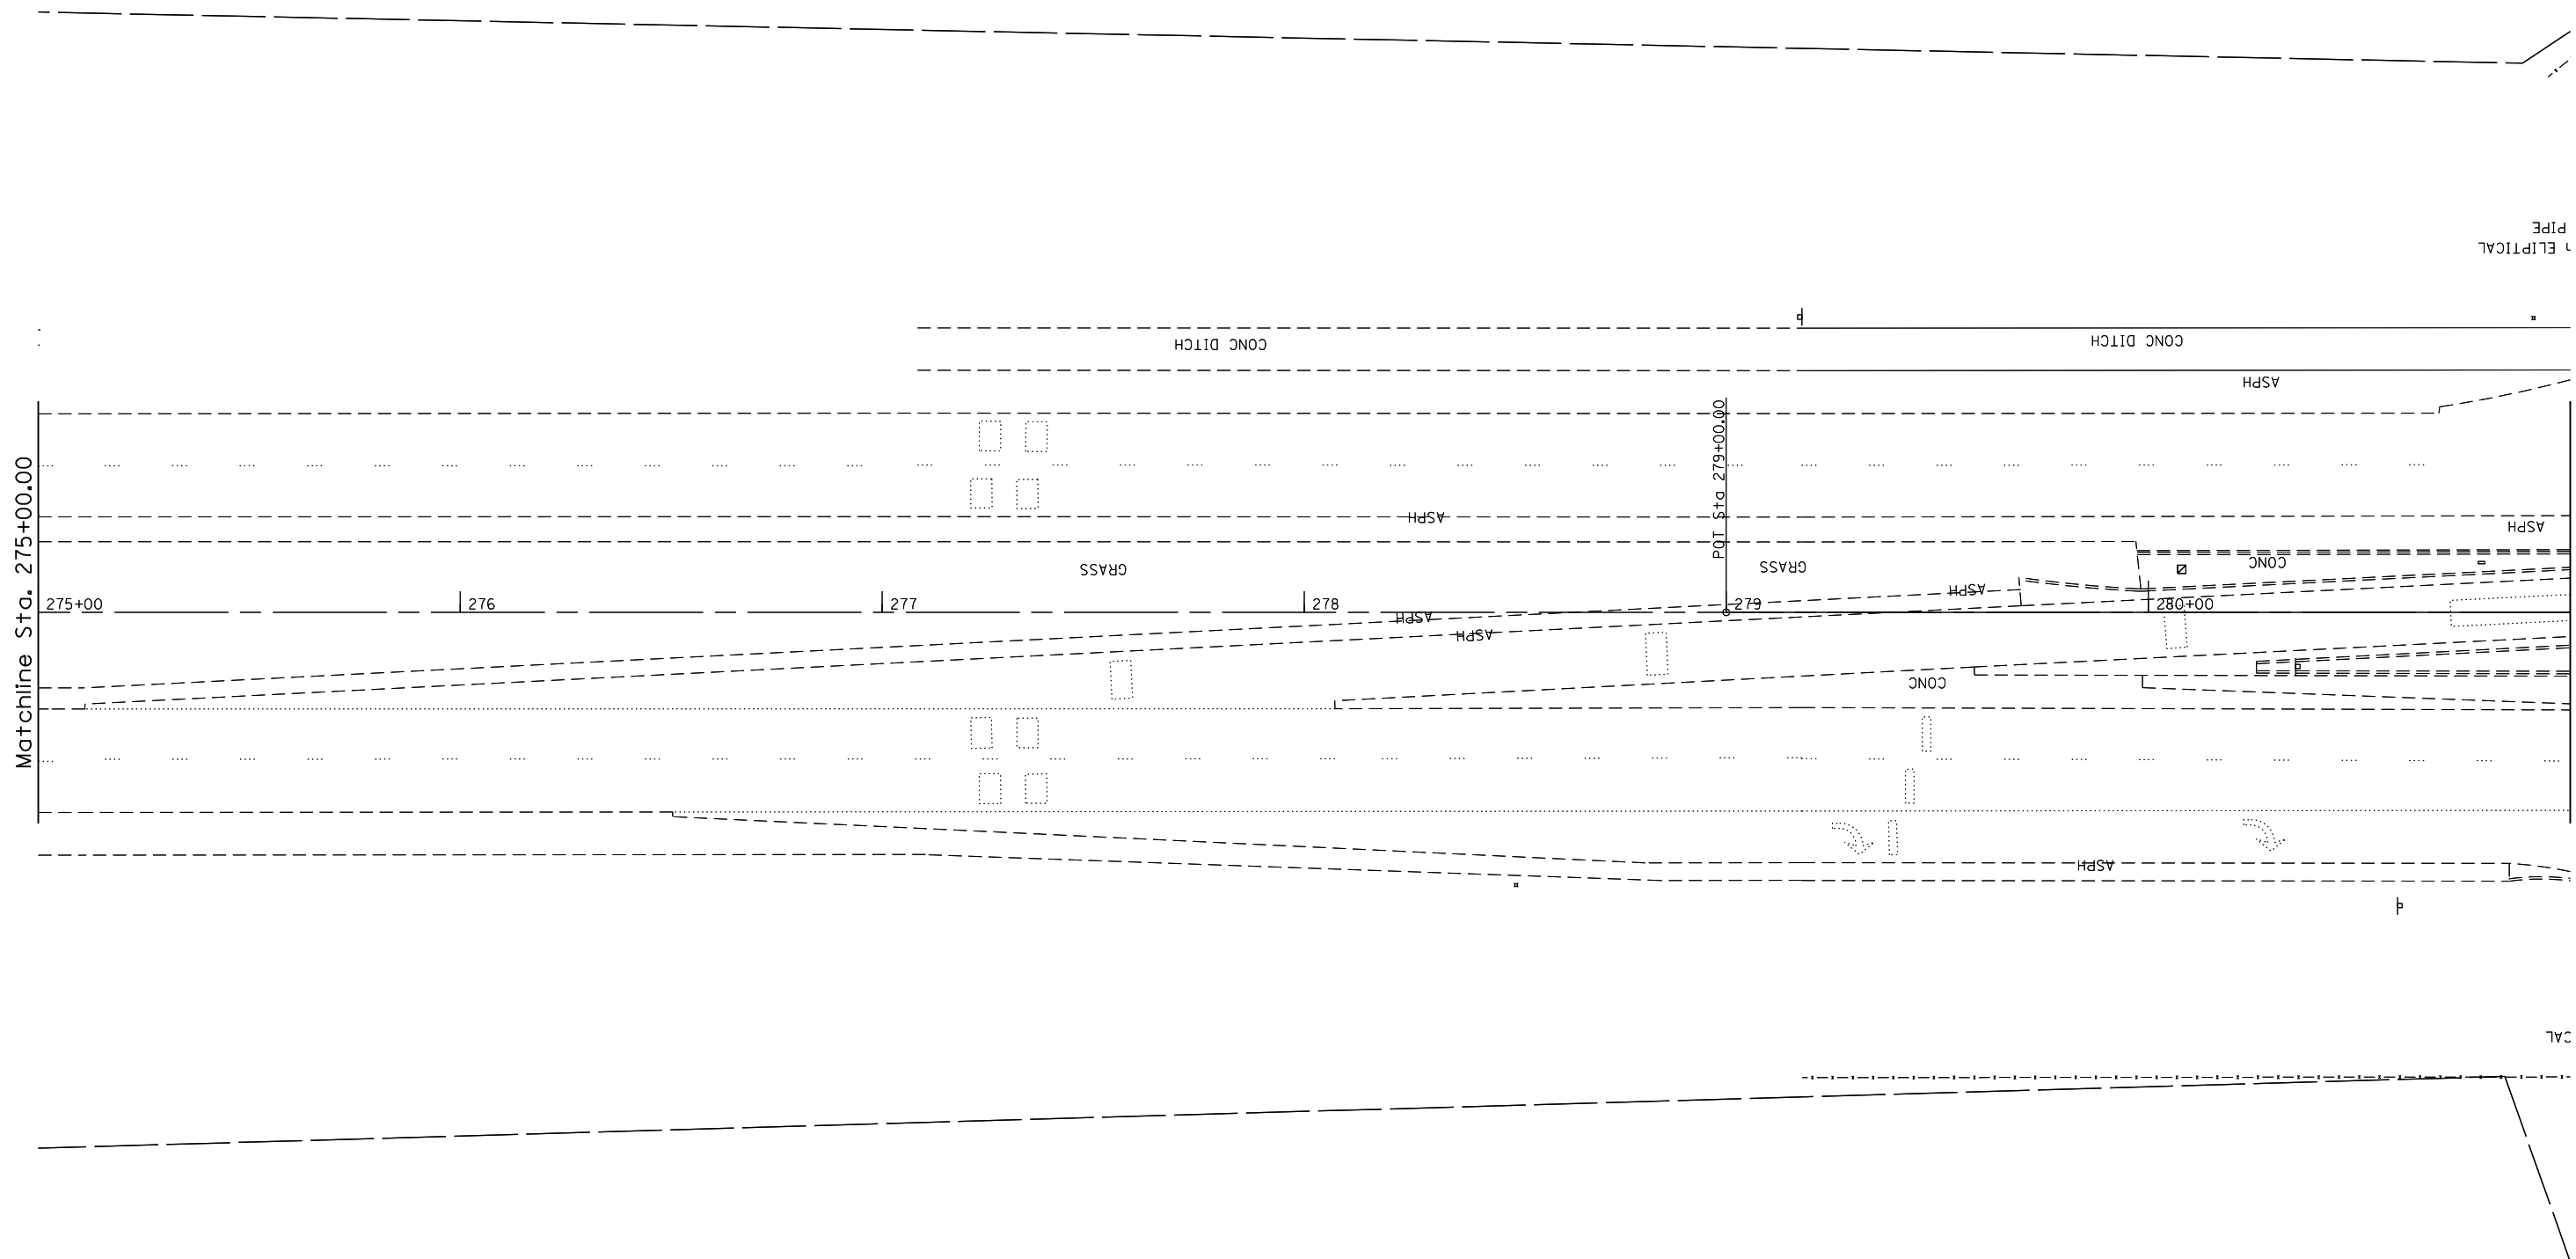 PIPE
ELIPTICAL
CONC DITCH
CONC DITCH
ASPH
Matchline Sta. 275+00.00
POT Sta 279+00.00
ASPH
ASPH
GRASS
GRASS
CONC
ASPH
275+00
276
277
278
279
280+00
ASPH
ASPH
CONC
ASPH
CAL